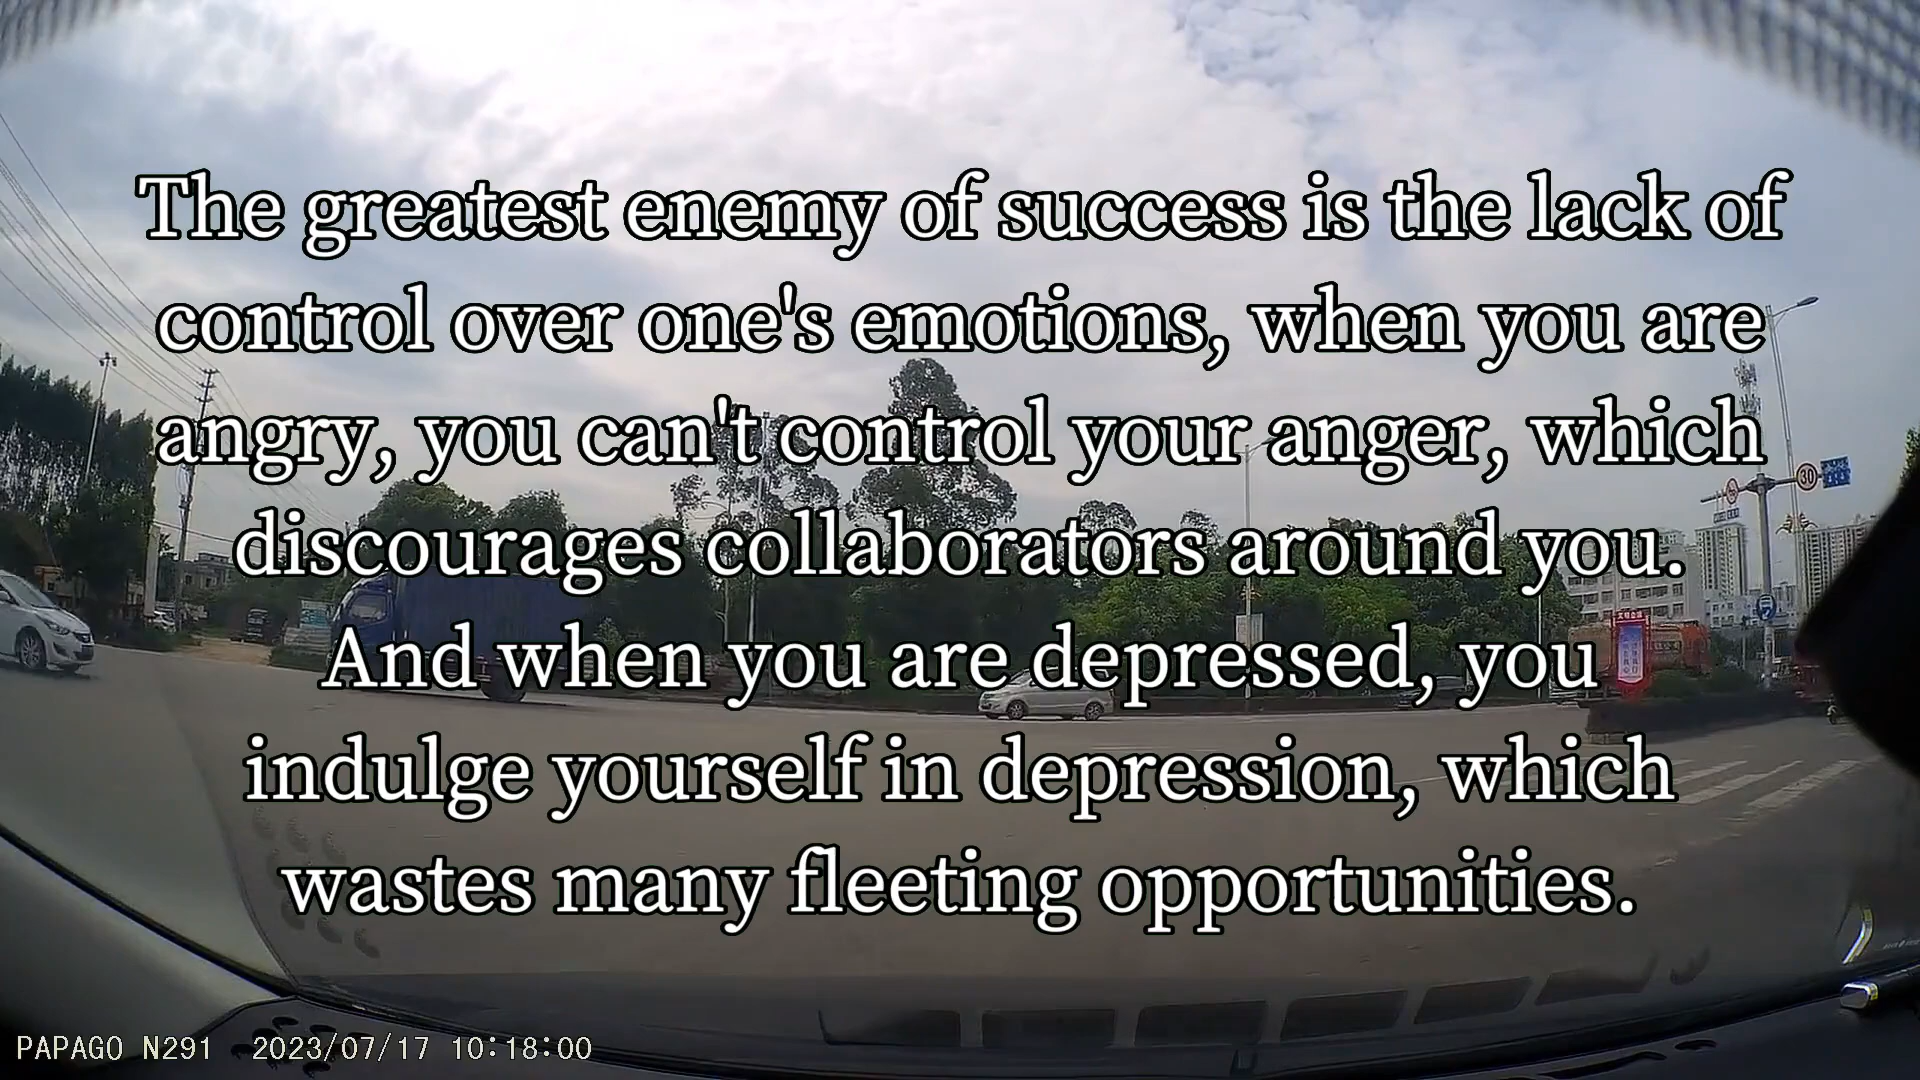 The greatest enemy of success is the lack of
control over one's emotions, when you are
angry, you can't control your anger, which
discourages collaborators around you.
And when you are depressed, you
indulge yourself in depression, which
wastes many fleeting opportunities.
30
PAPAGO N291 2023/07/17 10:18:00